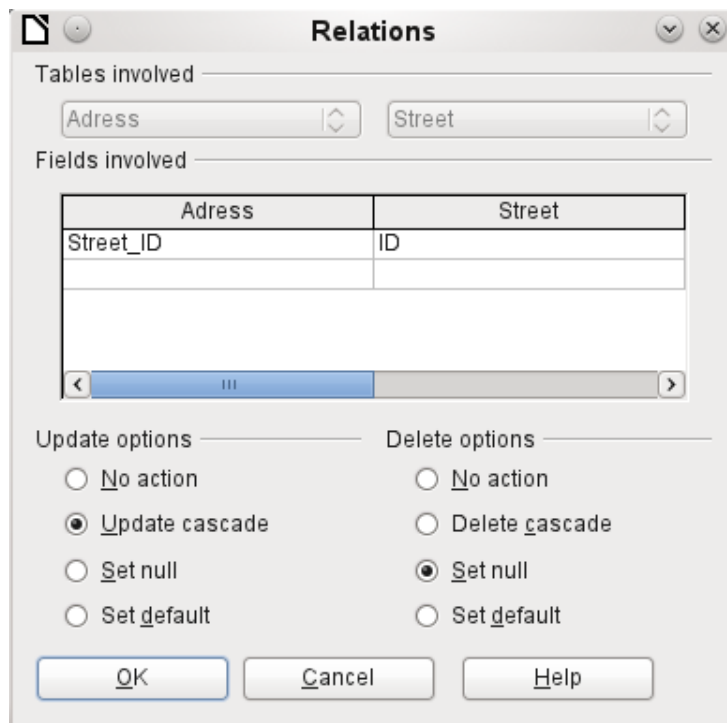 Relations
Tables involved
Adress Street
Fields involved
Adress Street
Street_ID ID
Update options Delete options
No action No action
Update cascade Delete cascade
Set null Set null
Set default Set default
OK Cancel Help